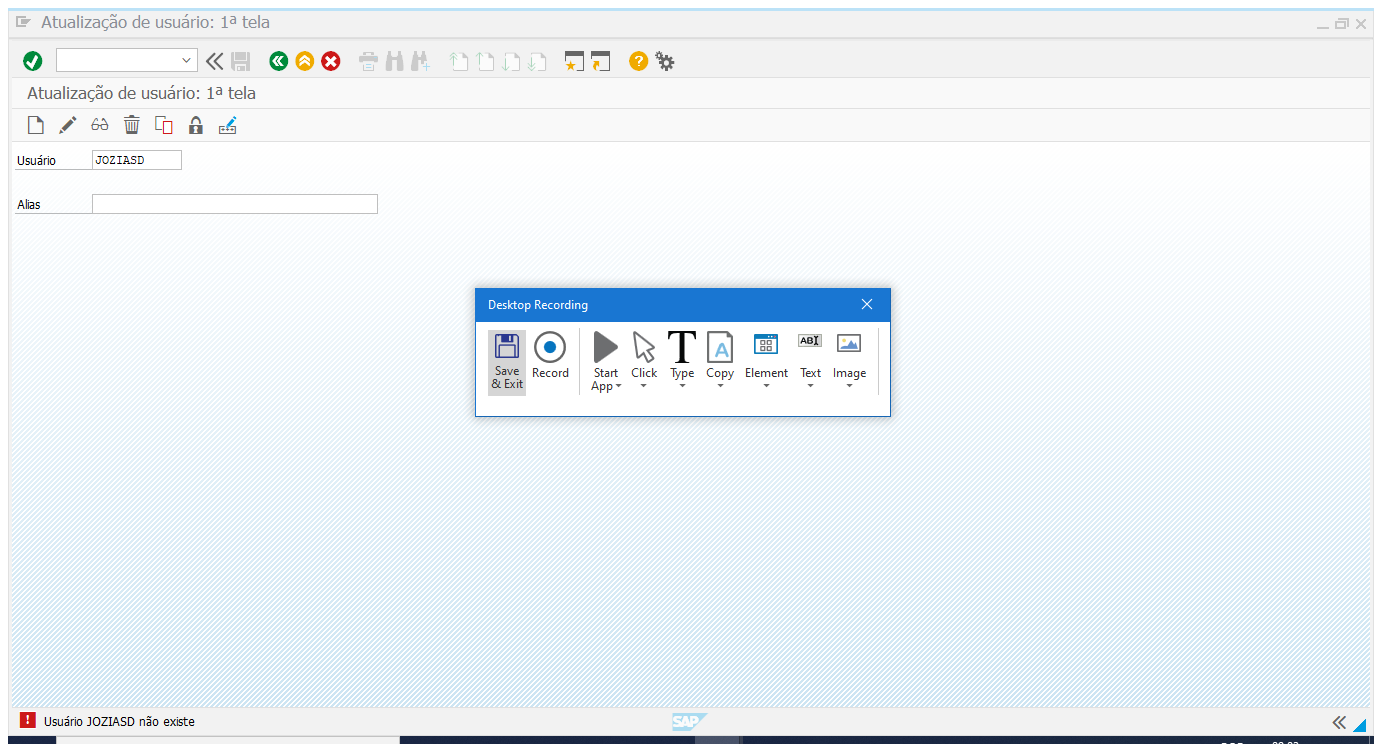 Atualização de usuário: 1ª tela
Atualização de usuário: 1ª tela
Usuário JOZIASD
Alias
Desktop Recording
Save & Exit
Record
Start App
Click
Type
Copy
Element
Text
Image
Usuário JOZIASD não existe
SAP